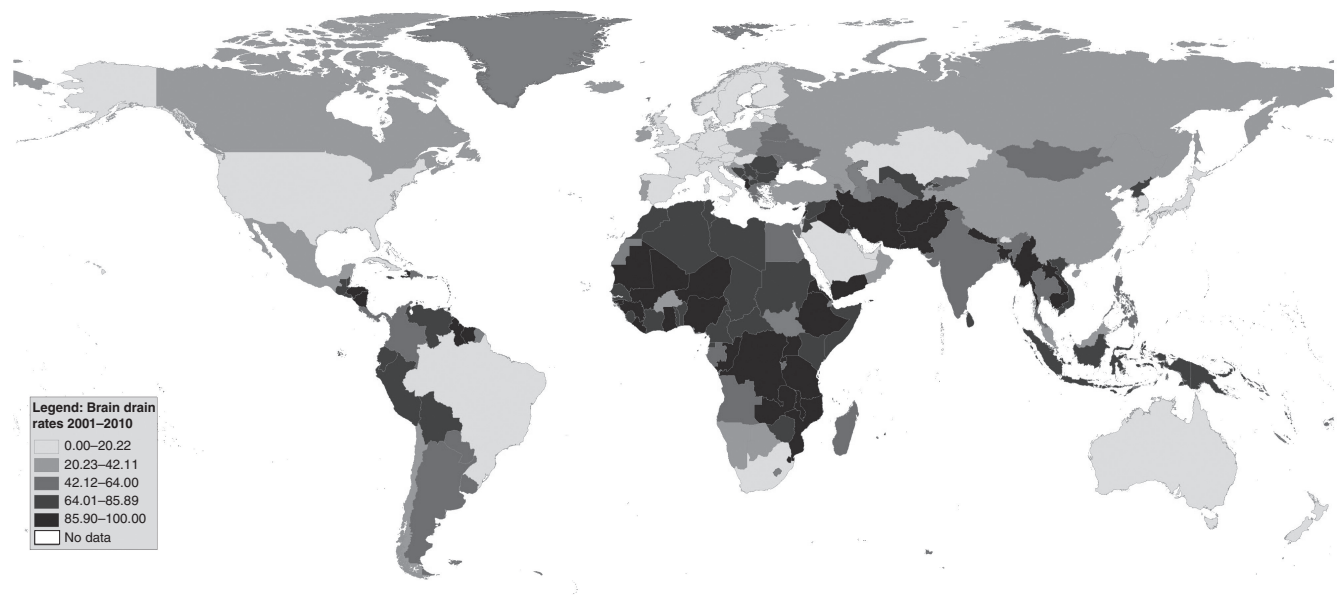 Legend: Brain drain
rates 2001–2010
0.00–20.22
20.23–42.11
42.12–64.00
64.01–85.89
85.90–100.00
No data